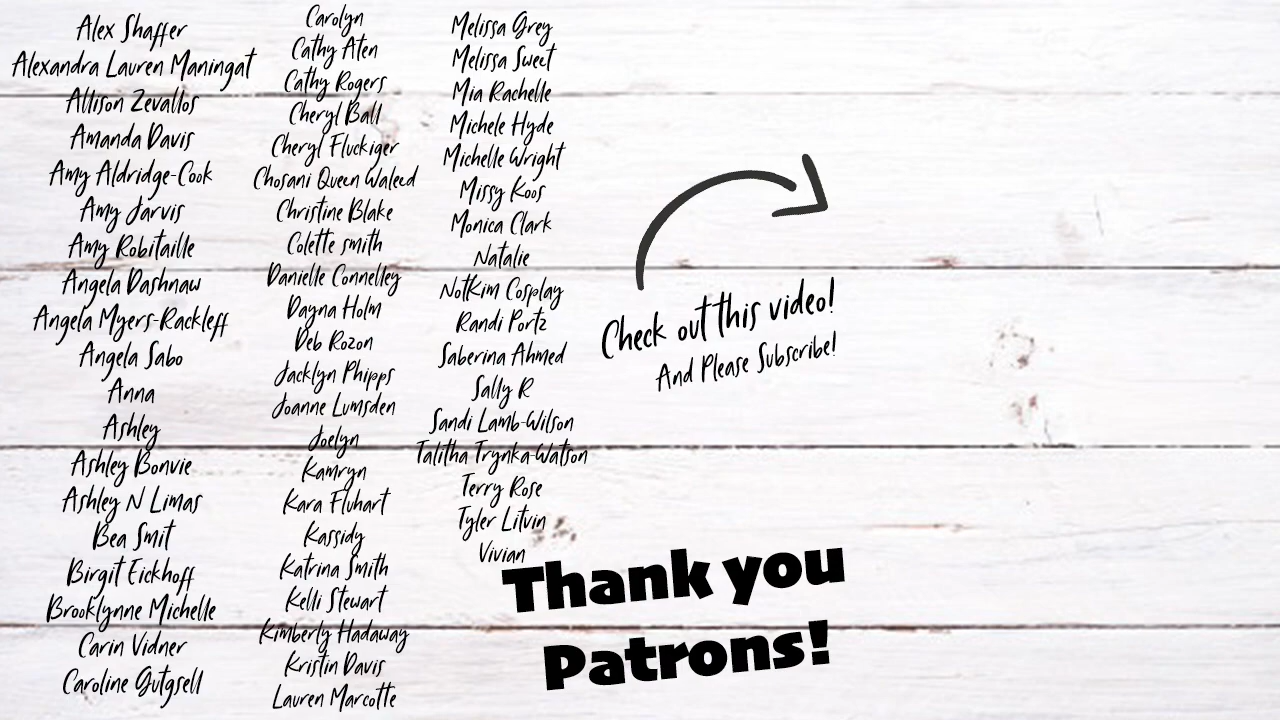 Alex Shaffer
Alexandra Lauren Maningat
Allison Zevallos
Amanda Davis
Amy Aldridge-Cook
Amy Jarvis
Amy Robitaille
Angela Dashnaw
Angela Myers-Rackleff
Angela Sabo
Anna
Ashley
Ashley Bonvie
Ashley N Limas
Bea Smit
Birgit Eickhoff
Brooklynne Michelle
Carin Vidner
Caroline Gutgsell
Carolyn
Cathy Aten
Cathy Rogers
Cheryl Ball
Cheryl Fluckiger
Chosani Queen Waleed
Christine Blake
Colette smith
Danielle Connelley
Dayna Holm
Deb Rozon
Jacklyn Phipps
Joanne Lumsden
Joelyn
Kamryn
Kara Fluhart
Kassidy
Katrina Smith
Kelli Stewart
Kimberly Hadaway
Kristin Davis
Lauren Marcotte
Melissa Grey
Melissa Sweet
Mia Rachelle
Michele Hyde
Michelle Wright
Missy Koos
Monica Clark
Natalie
NotKim Cosplay
Randi Portz
Saberina Ahmed
Sally R
Sandi Lamb-Wilson
Talitha Trynka-Watson
Terry Rose
Tyler Litvin
Vivian
Check out this video!
And Please Subscribe!
Thank you
Patrons!